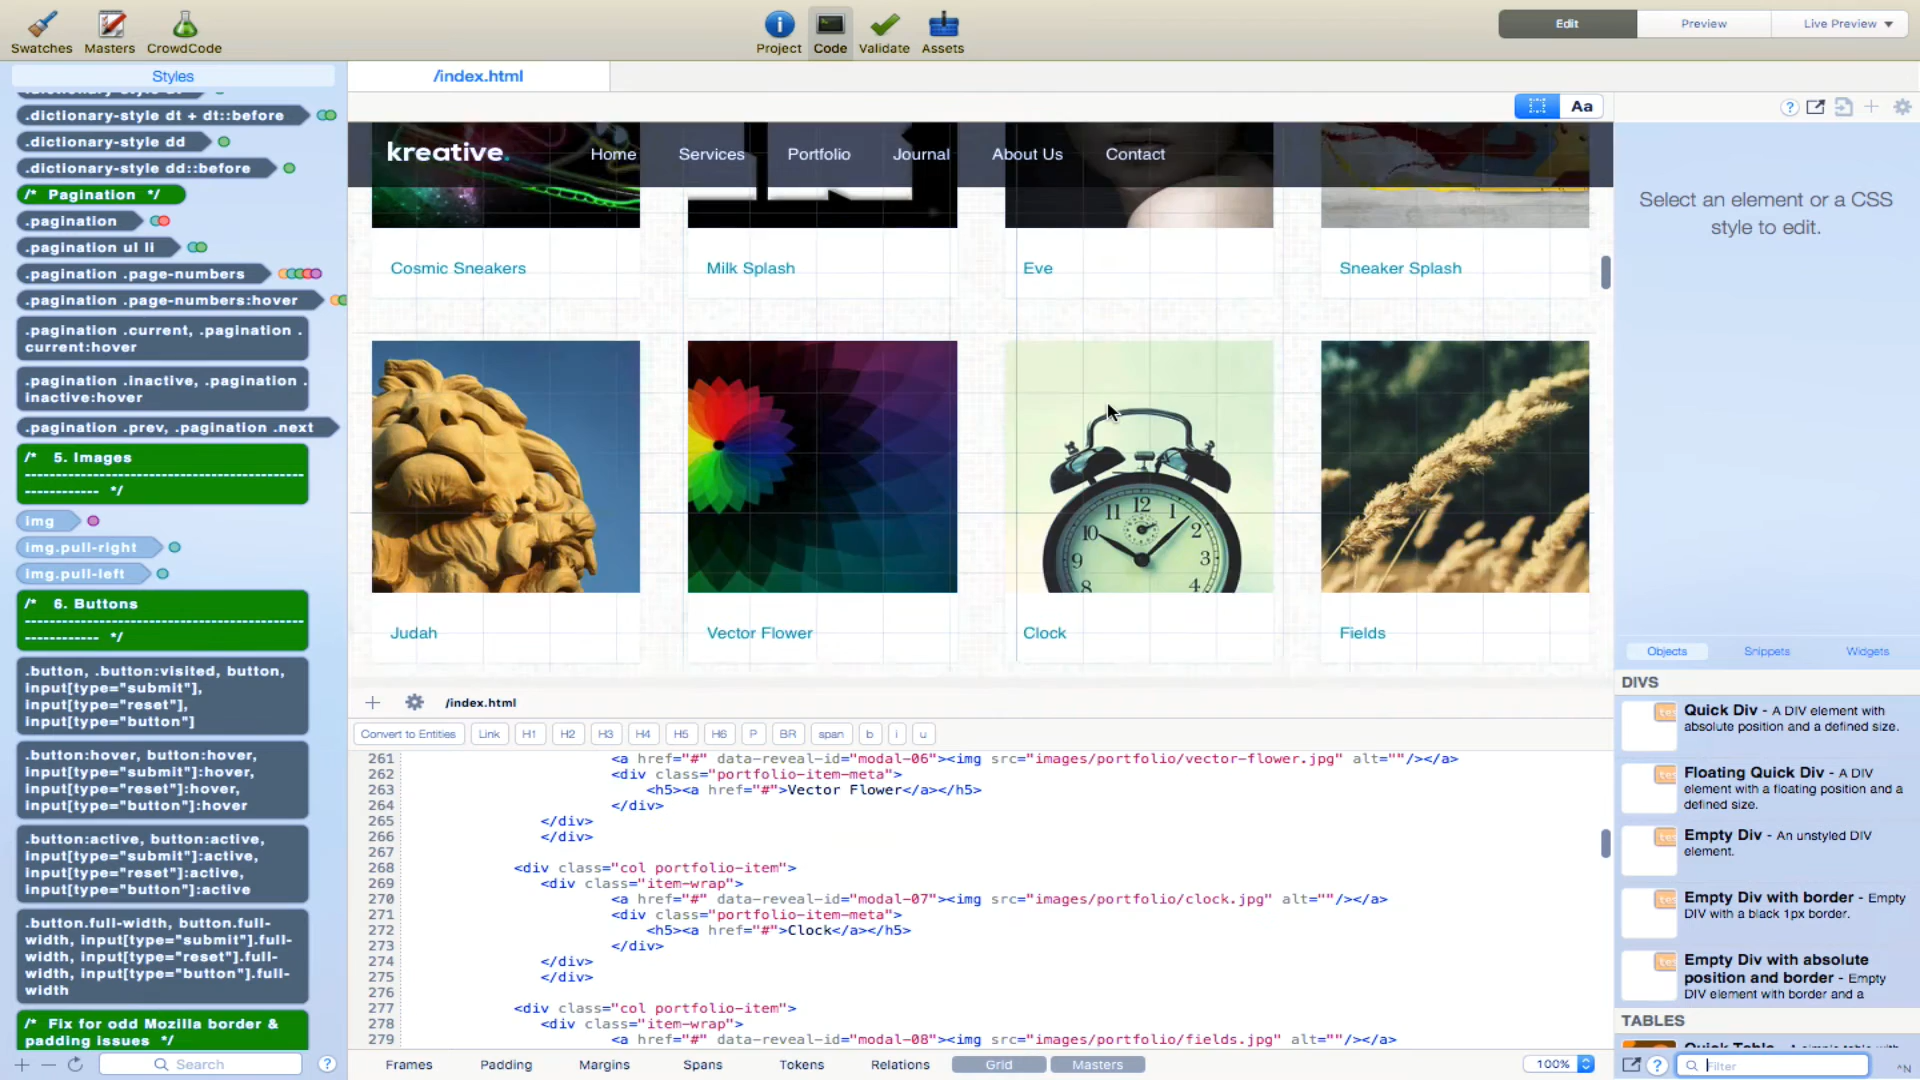 Swatches
Masters
CrowdCode
Project
Code
Validate
Assets
Edit
Preview
Live Preview
Styles
.dictionary-style dt + dt::before
.dictionary-style dd
.dictionary-style dd::before
/* Pagination */
.pagination
.pagination ul li
.pagination .page-numbers
.pagination .page-numbers:hover
.pagination .current, .pagination .
current:hover
.pagination .inactive, .pagination .
inactive:hover
.pagination .prev, .pagination .next
/* 5. Images
-----------------------------------------------
------------ */
img
img.pull-right
img.pull-left
/* 6. Buttons
-----------------------------------------------
------------ */
.button, .button:visited, button,
input[type="submit"],
input[type="reset"],
input[type="button"]
.button:hover, button:hover,
input[type="submit"]:hover,
input[type="reset"]:hover,
input[type="button"]:hover
.button:active, button:active,
input[type="submit"]:active,
input[type="reset"]:active,
input[type="button"]:active
.button.full-width, button.full-
width, input[type="submit"].full-
width, input[type="reset"].full-
width, input[type="button"].full-
width
/* Fix for odd Mozilla border &
padding issues */
Search
/index.html
Aa
kreative.
Home
Services
Portfolio
Journal
About Us
Contact
Cosmic Sneakers
Milk Splash
Eve
Sneaker Splash
12
11
1
10
2
9
3
8
4
Judah
Vector Flower
Clock
Fields
/index.html
Convert to Entities
Link
H1
H2
H3
H4
H5
H6
P
BR
span
b
i
u
261 <a href="#" data-reveal-id="modal-06"><img src="images/portfolio/vector-flower.jpg" alt=""/></a>
262 <div class="portfolio-item-meta">
263 <h5><a href="#">Vector Flower</a></h5>
264 </div>
265 </div>
266 </div>
267
268 <div class="col portfolio-item">
269 <div class="item-wrap">
270 <a href="#" data-reveal-id="modal-07"><img src="images/portfolio/clock.jpg" alt=""/></a>
271 <div class="portfolio-item-meta">
272 <h5><a href="#">Clock</a></h5>
273 </div>
274 </div>
275 </div>
276
277 <div class="col portfolio-item">
278 <div class="item-wrap">
279 <a href="#" data-reveal-id="modal-08"><img src="images/portfolio/fields.jpg" alt=""/></a>
Frames
Padding
Margins
Spans
Tokens
Relations
Grid
Masters
100%
Select an element or a CSS
style to edit.
Objects
Snippets
Widgets
DIVS
Quick Div - A DIV element with
absolute position and a defined size.
Floating Quick Div - A DIV
element with a floating position and a
defined size.
Empty Div - An unstyled DIV
element.
Empty Div with border - Empty
DIV with a black 1px border.
Empty Div with absolute
position and border - Empty
DIV element with border and a
TABLES
Filter
^N